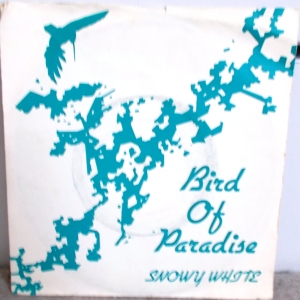 Bird
Of
Paradise
SNOWY WHITE